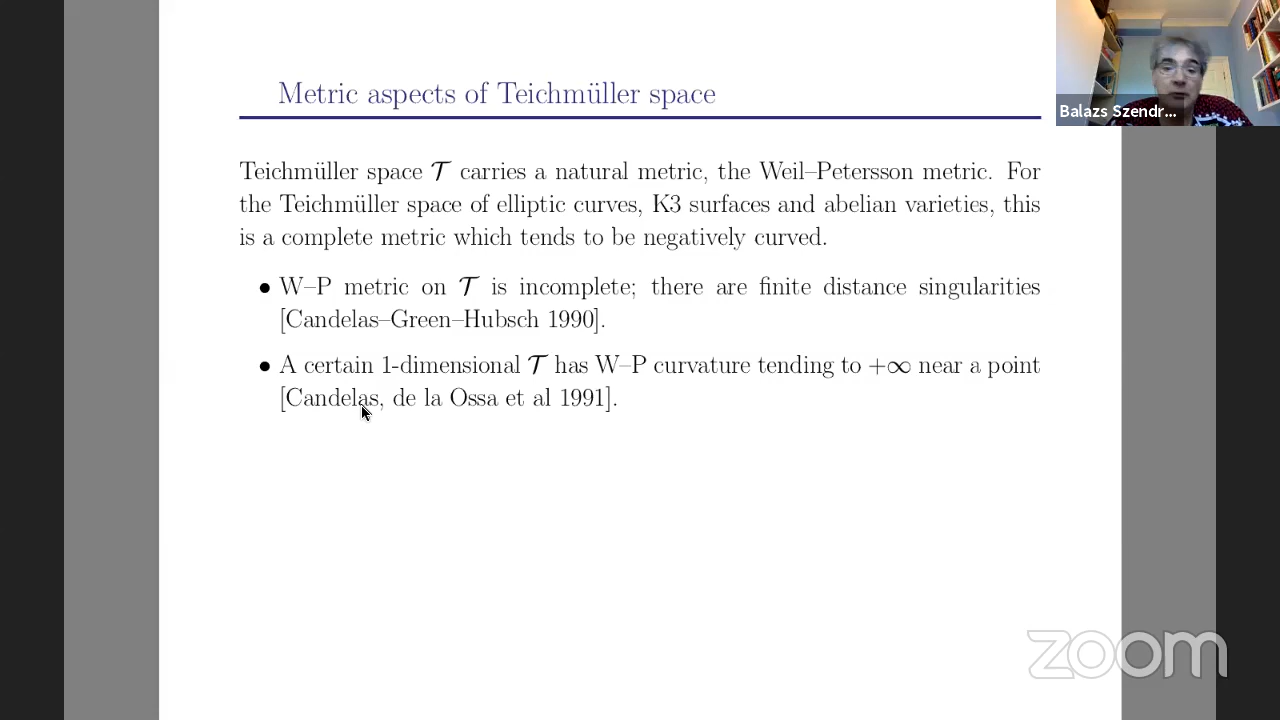 Metric aspects of Teichmüller space
Teichmüller space 𝒯 carries a natural metric, the Weil–Petersson metric. For
the Teichmüller space of elliptic curves, K3 surfaces and abelian varieties, this
is a complete metric which tends to be negatively curved.
• W–P metric on 𝒯 is incomplete; there are finite distance singularities
[Candelas–Green–Hubsch 1990].
• A certain 1-dimensional 𝒯 has W–P curvature tending to +∞ near a point
[Candelas, de la Ossa et al 1991].
Balazs Szendr...
zoom